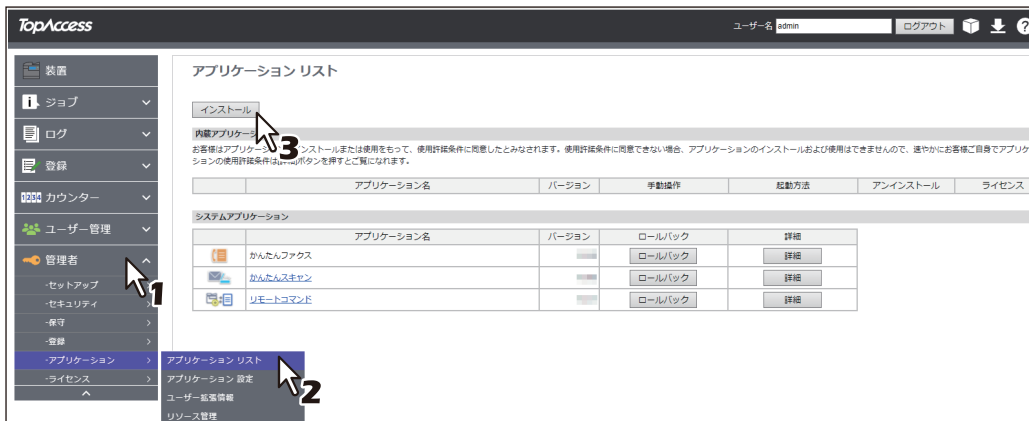 TopAccess
ユーザー名 admin ログアウト ?
装置
ジョブ
ログ
登録
1234 カウンター
ユーザー管理
管理者
-セットアップ
-セキュリティ
-保守
-登録
-アプリケーション
-ライセンス
1
アプリケーション リスト
アプリケーション 設定
ユーザー拡張情報
リソース管理
2
アプリケーション リスト
インストール
3
内蔵アプリケーシ
お客様はアプリケーシ インストールまたは使用をもって、使用許諾条件に同意したとみなされます。使用許諾条件に同意できない場合、アプリケーションのインストールおよび使用はできませんので、速やかにお客様ご自身でアプリケ
ションの使用許諾条件は ボタンを押すとご覧になれます。
アプリケーション名 バージョン 手動操作 起動方法 アンインストール ライセンス
システムアプリケーション
アプリケーション名 バージョン ロールバック 詳細
かんたんファクス ロールバック 詳細
かんたんスキャン ロールバック 詳細
リモートコマンド ロールバック 詳細